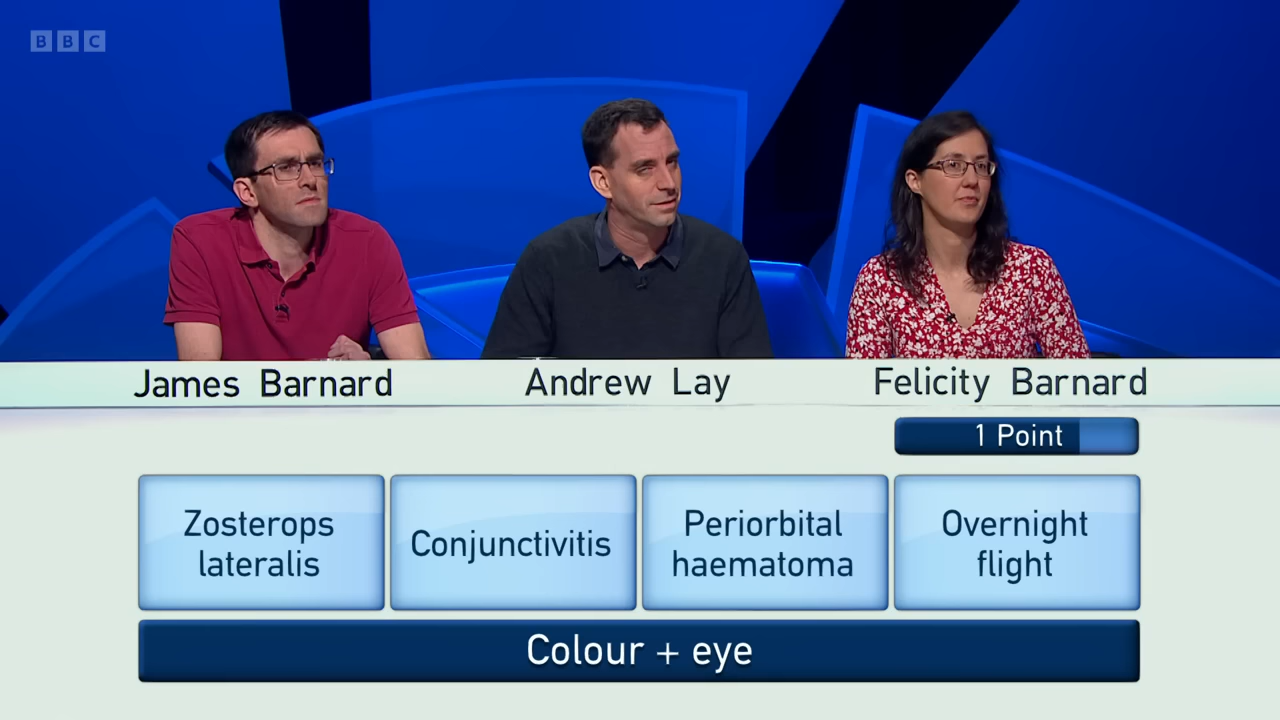 BBC
James Barnard
Andrew Lay
Felicity Barnard
1 Point
Zosterops
lateralis
Conjunctivitis
Periorbital
haematoma
Overnight
flight
Colour + eye